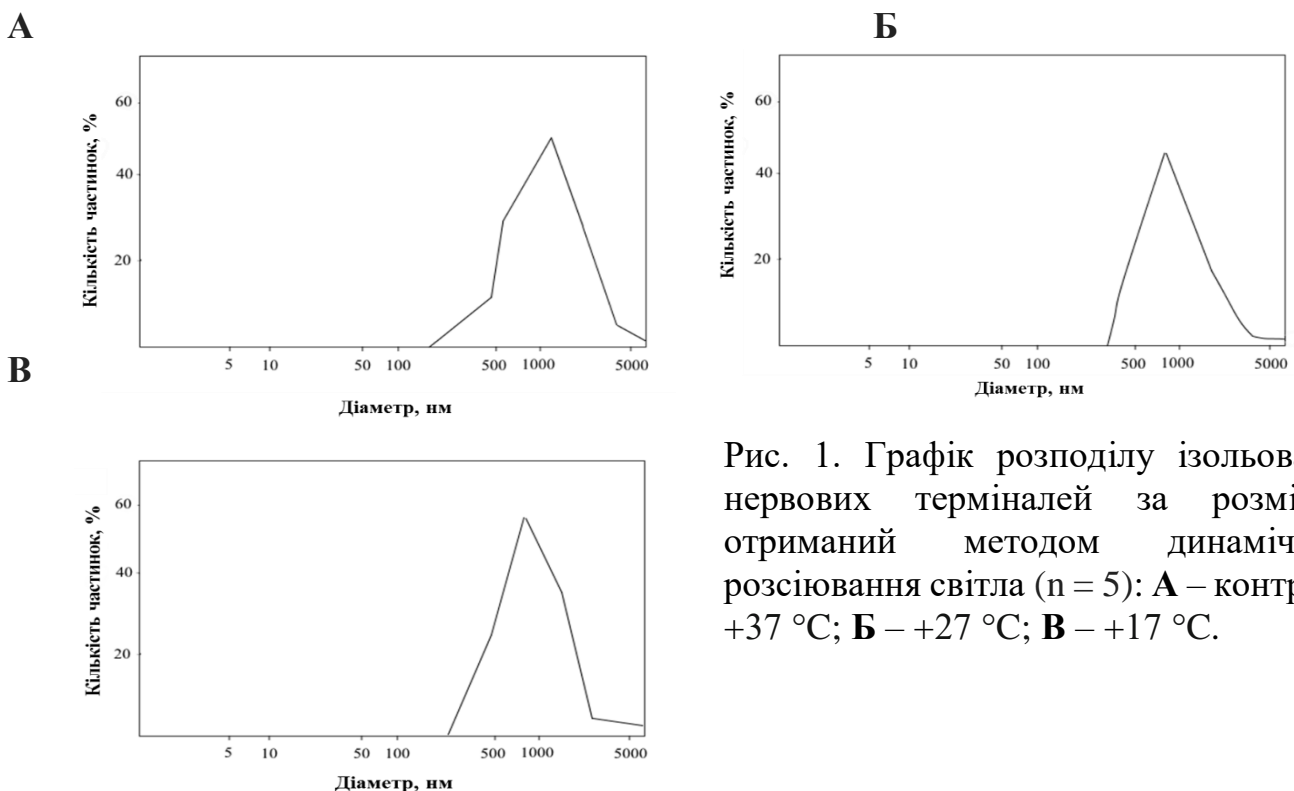 А
Кількість частинок, %
60
40
20
5 10 50 100 500 1000 5000
Діаметр, нм
Б
Кількість частинок, %
60
40
20
5 10 50 100 500 1000 5000
Діаметр, нм
В
Кількість частинок, %
60
40
20
5 10 50 100 500 1000 5000
Діаметр, нм
Рис. 1. Графік розподілу ізольова
нервових терміналей за розмі
отриманий методом динаміч
розсіювання світла (n = 5): А – контр
+37 °С; Б – +27 °С; В – +17 °С.